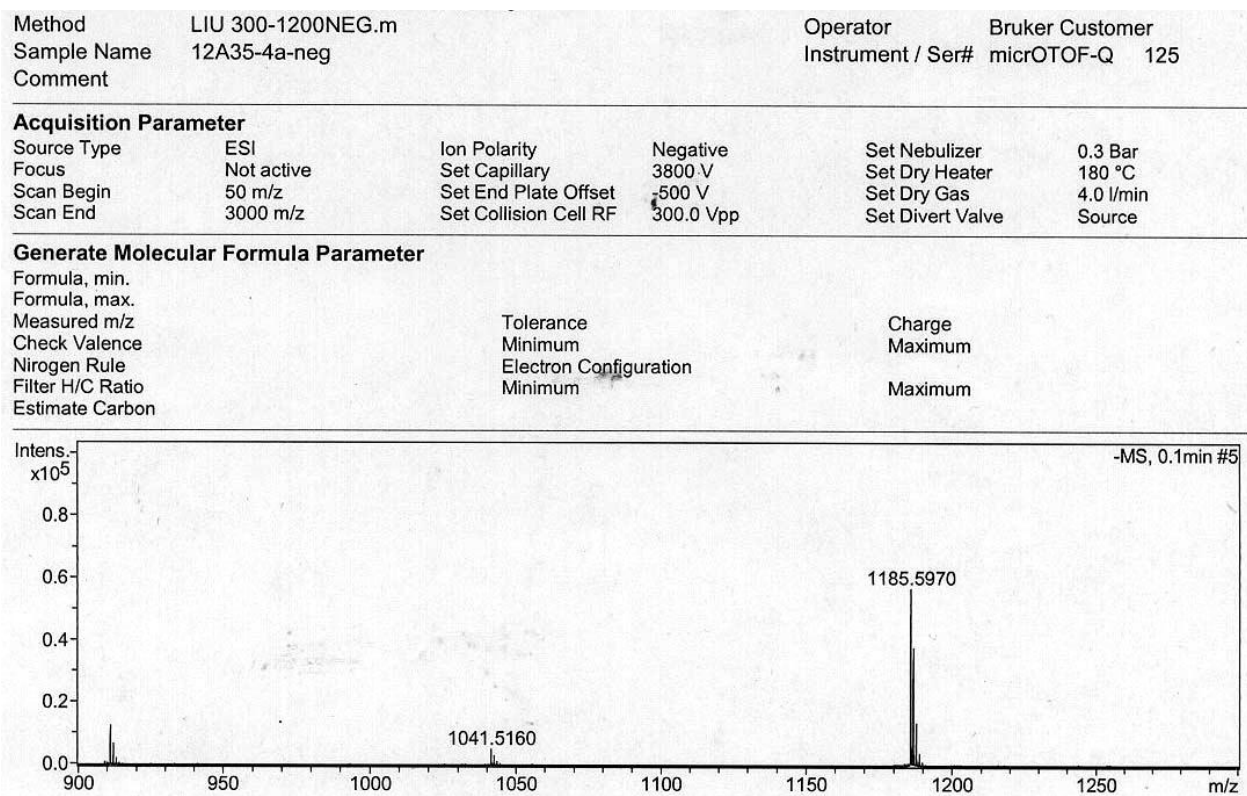 Method LIU 300-1200NEG.m Operator Bruker Customer
Sample Name 12A35-4a-neg Instrument / Ser# micrOTOF-Q 125
Comment
Acquisition Parameter
Source Type ESI Ion Polarity Negative Set Nebulizer 0.3 Bar
Focus Not active Set Capillary 3800 V Set Dry Heater 180 °C
Scan Begin 50 m/z Set End Plate Offset -500 V Set Dry Gas 4.0 l/min
Scan End 3000 m/z Set Collision Cell RF 300.0 Vpp Set Divert Valve Source
Generate Molecular Formula Parameter
Formula, min.
Formula, max.
Measured m/z Tolerance Charge
Check Valence Minimum Maximum
Nirogen Rule Electron Configuration
Filter H/C Ratio Minimum Maximum
Estimate Carbon
Intens. -MS, 0.1min #5
x10⁵
0.8
0.6 1185.5970
0.4
0.2
1041.5160
0.0
900 950 1000 1050 1100 1150 1200 1250 m/z